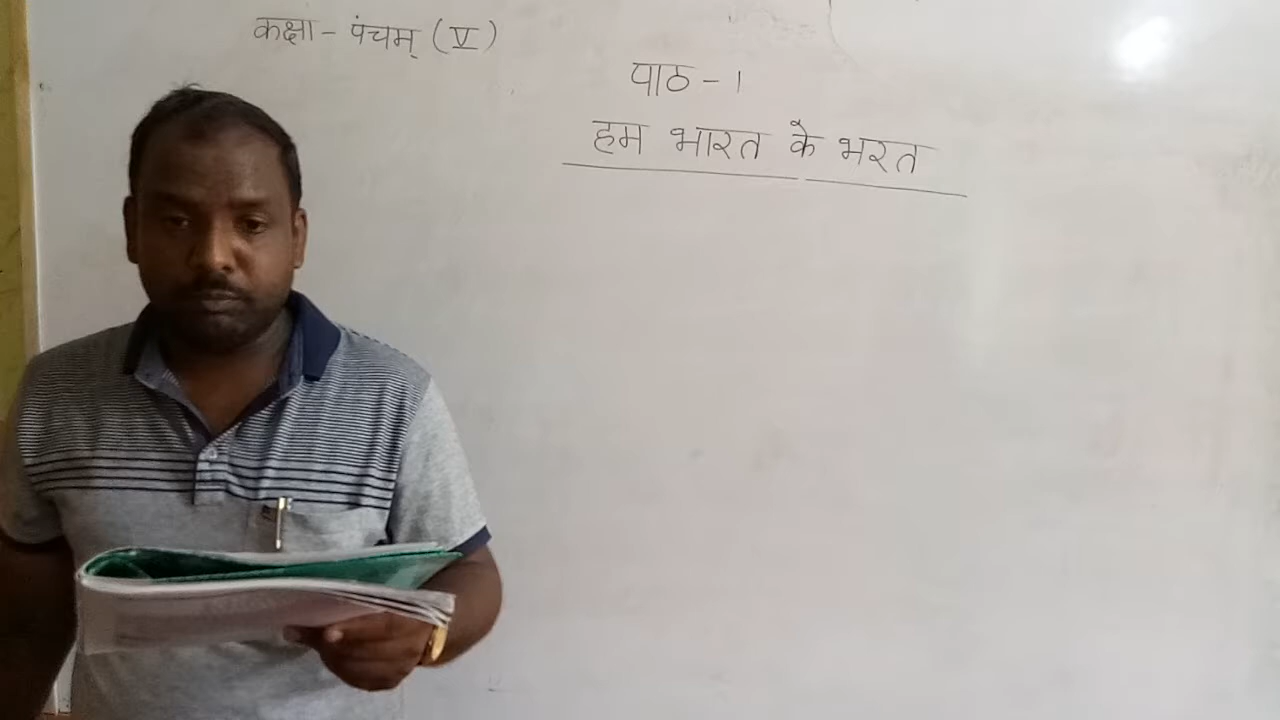 कक्षा - पंचम् (V)
पाठ - 1
हम भारत के भरत